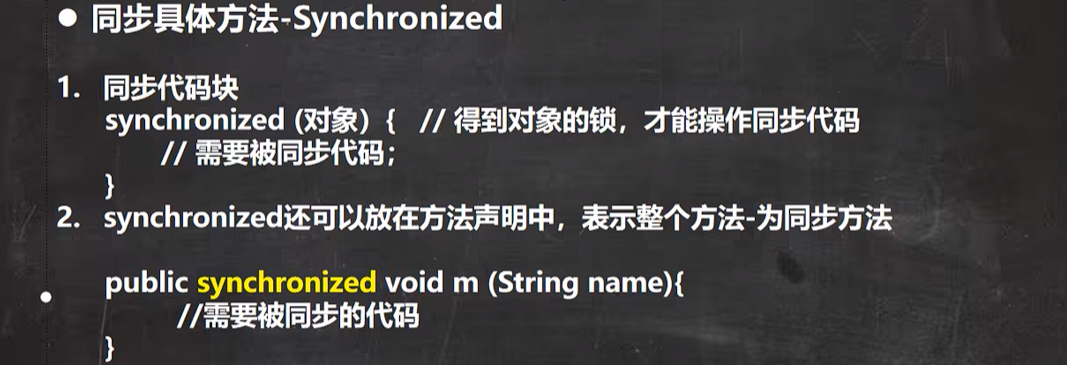 ● 同步具体方法-Synchronized
1. 同步代码块
synchronized (对象) { // 得到对象的锁，才能操作同步代码
// 需要被同步代码;
}
2. synchronized还可以放在方法声明中，表示整个方法-为同步方法
public synchronized void m (String name){
//需要被同步的代码
}